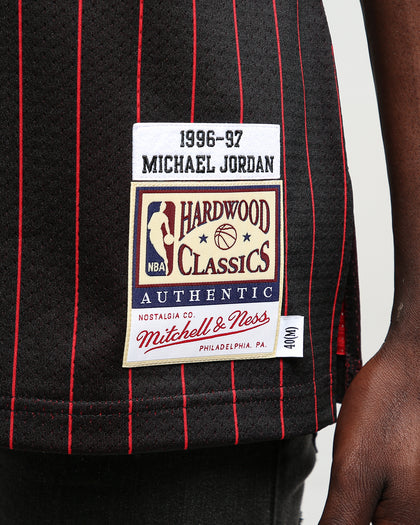 1996-97
MICHAEL JORDAN
HARDWOOD
CLASSICS
NBA
AUTHENTIC
NOSTALGIA CO.
Mitchell & Ness
PHILADELPHIA, PA.
40(M)